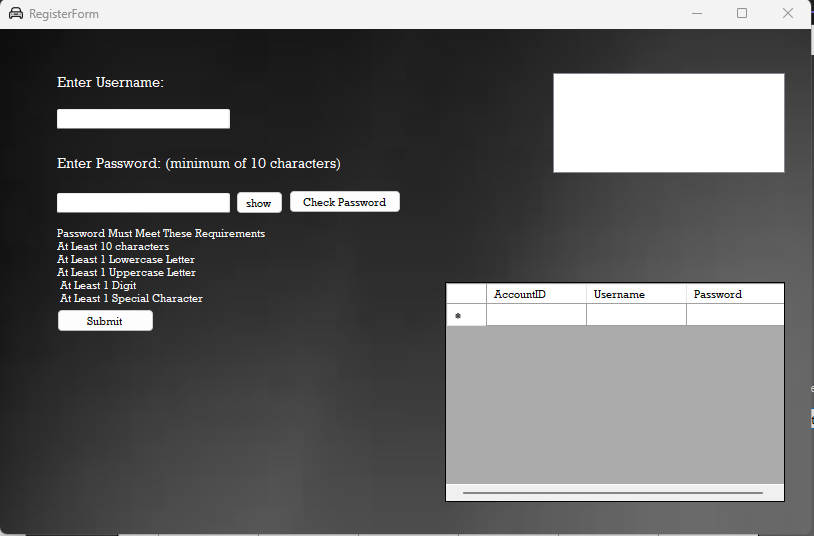 RegisterForm
Enter Username:
Enter Password: (minimum of 10 characters)
show
Check Password
Password Must Meet These Requirements
At Least 10 characters
At Least 1 Lowercase Letter
At Least 1 Uppercase Letter
At Least 1 Digit
At Least 1 Special Character
Submit
AccountID Username Password